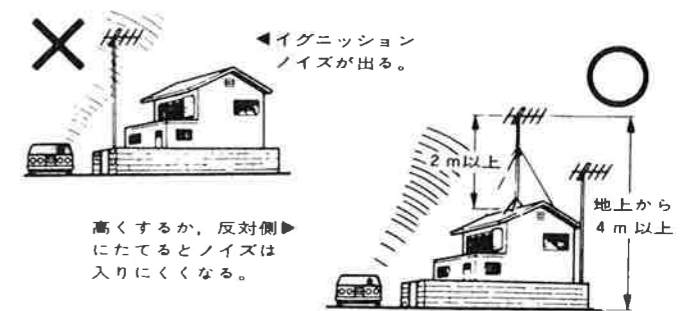 ◀イグニッション
ノイズが出る。
高くするか，反対側▶
にたてるとノイズは
入りにくくなる。
2m以上
地上から
4m以上